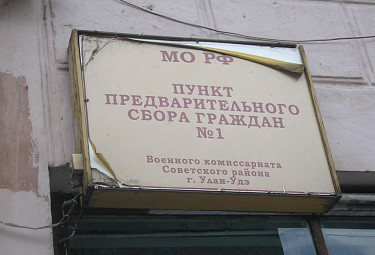 МО РФ
ПУНКТ
ПРЕДВАРИТЕЛЬНОГО
СБОРА ГРАЖДАН
№1
Военного комиссариата
Советского района
г. Улан-Удэ